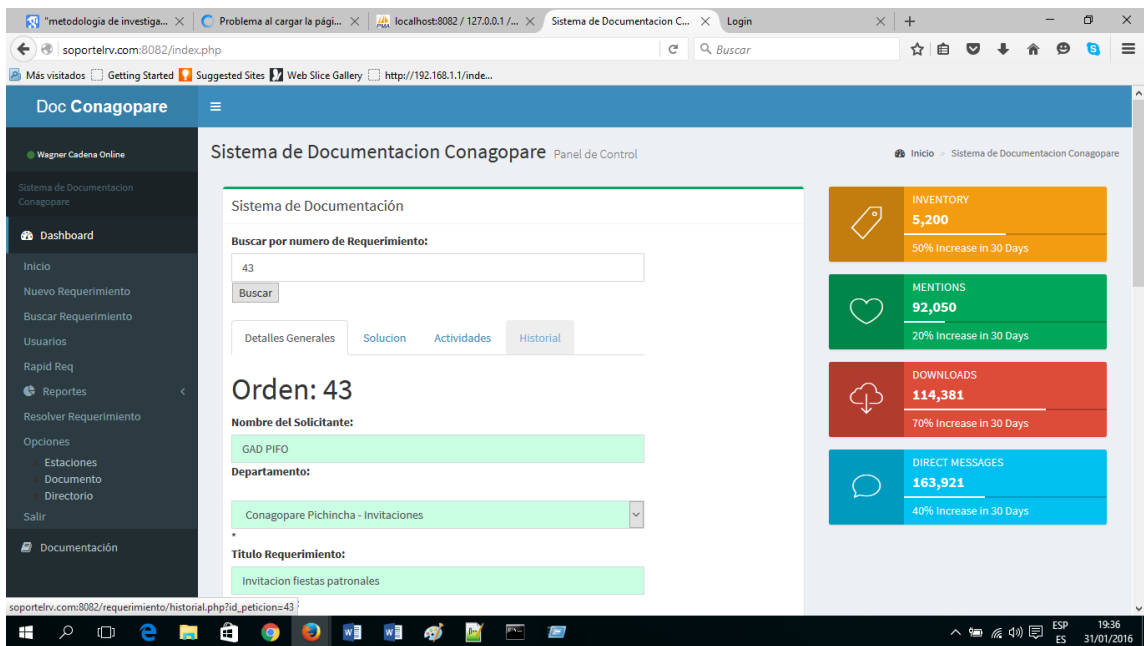 "metodologia de investiga...
Problema al cargar la pági...
localhost:8082 / 127.0.0.1 /...
Sistema de Documentacion C...
Login
soportelrv.com:8082/index.php
Buscar
Más visitados
Getting Started
Suggested Sites
Web Slice Gallery
http://192.168.1.1/inde...
Doc Conagopare
Wagner Cadena Online
Sistema de Documentacion
Conagopare
Dashboard
Inicio
Nuevo Requerimiento
Buscar Requerimiento
Usuarios
Rapid Req
Reportes
Resolver Requerimiento
Opciones
Estaciones
Documento
Directorio
Salir
Documentación
Sistema de Documentacion Conagopare Panel de Control
Inicio > Sistema de Documentacion Conagopare
Sistema de Documentación
Buscar por numero de Requerimiento:
43
Buscar
Detalles Generales
Solucion
Actividades
Historial
Orden: 43
Nombre del Solicitante:
GAD PIFO
Departamento:
Conagopare Pichincha - Invitaciones
*
Titulo Requerimiento:
Invitacion fiestas patronales
INVENTORY
5,200
50% Increase in 30 Days
MENTIONS
92,050
20% Increase in 30 Days
DOWNLOADS
114,381
70% Increase in 30 Days
DIRECT MESSAGES
163,921
40% Increase in 30 Days
soportelrv.com:8082/requerimiento/historial.php?id_peticion=43
ESP
ES
19:36
31/01/2016